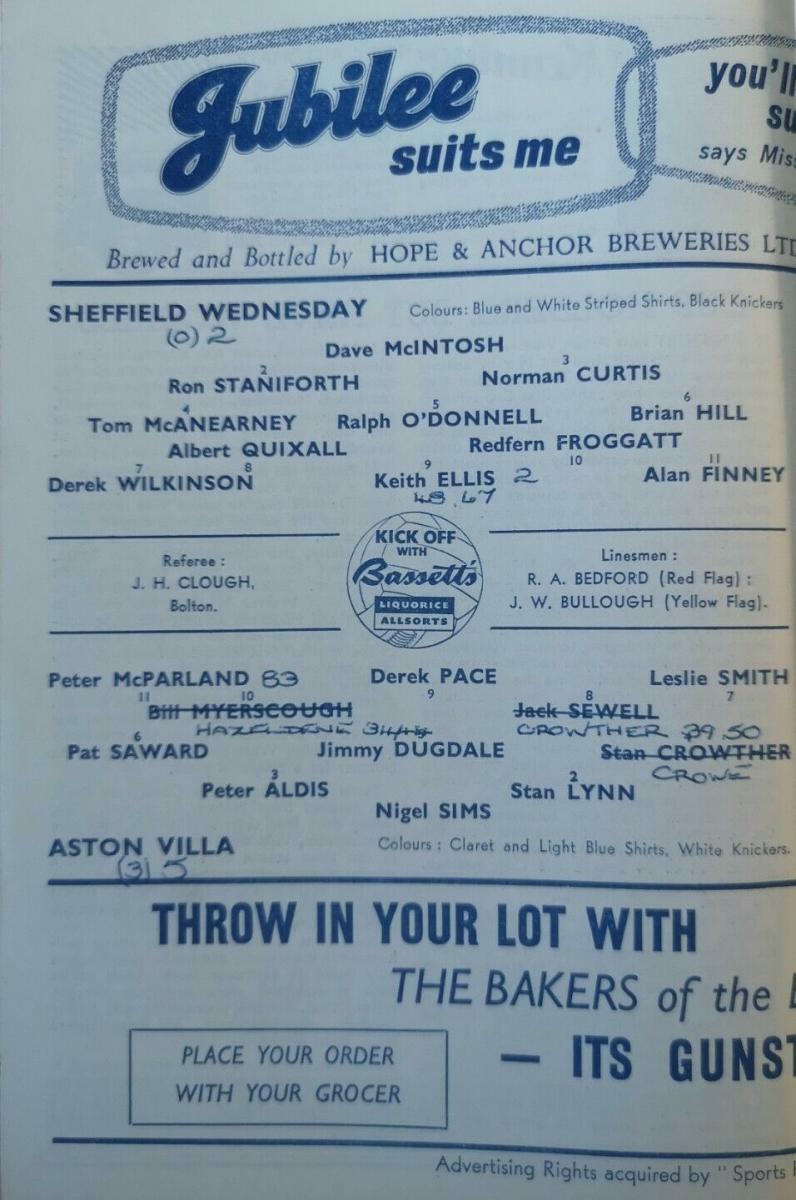 Jubilee
suits me
you'll
su
says Miss
Brewed and Bottled by HOPE & ANCHOR BREWERIES LTD
SHEFFIELD WEDNESDAY Colours: Blue and White Striped Shirts, Black Knickers
(0) 2
Dave McINTOSH
2 3
Ron STANIFORTH Norman CURTIS
4 5 6
Tom McANEARNEY Ralph O'DONNELL Brian HILL
Albert QUIXALL Redfern FROGGATT
7 8 9 10 11
Derek WILKINSON Keith ELLIS 2 Alan FINNEY
48. 67
Referee :
J. H. CLOUGH,
Bolton.
KICK OFF
WITH
Bassett's
LIQUORICE
ALLSORTS
Linesmen :
R. A. BEDFORD (Red Flag) ;
J. W. BULLOUGH (Yellow Flag).
Peter McPARLAND 83 Derek PACE Leslie SMITH
11 10 9 8 7
Bill MYERSCOUGH Jack SEWELL
HAZELDENE CROWTHER 39.50
6
Pat SAWARD Jimmy DUGDALE Stan CROWTHER
CROWE
3 2
Peter ALDIS Stan LYNN
Nigel SIMS
ASTON VILLA Colours : Claret and Light Blue Shirts, White Knickers.
(3) 5
THROW IN YOUR LOT WITH
THE BAKERS of the
— ITS GUNST
PLACE YOUR ORDER
WITH YOUR GROCER
Advertising Rights acquired by "Sports